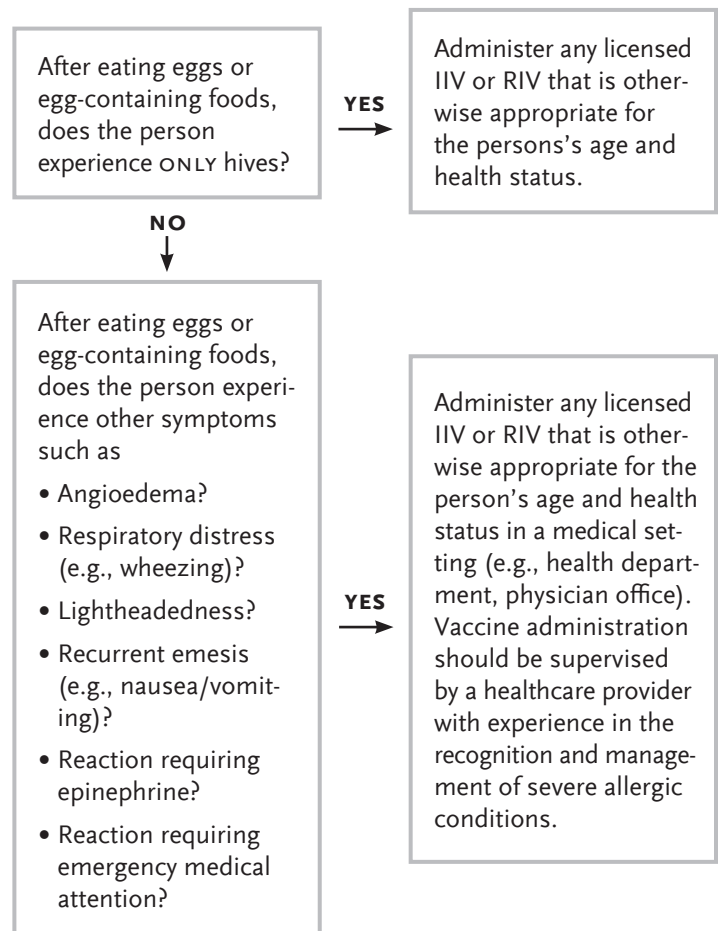 After eating eggs or
egg-containing foods,
does the person
experience ONLY hives?
YES
Administer any licensed
IIV or RIV that is other-
wise appropriate for
the persons's age and
health status.
NO
After eating eggs or
egg-containing foods,
does the person experi-
ence other symptoms
such as
• Angioedema?
• Respiratory distress
(e.g., wheezing)?
• Lightheadedness?
• Recurrent emesis
(e.g., nausea/vomit-
ing)?
• Reaction requiring
epinephrine?
• Reaction requiring
emergency medical
attention?
YES
Administer any licensed
IIV or RIV that is other-
wise appropriate for the
person's age and health
status in a medical set-
ting (e.g., health depart-
ment, physician office).
Vaccine administration
should be supervised
by a healthcare provider
with experience in the
recognition and manage-
ment of severe allergic
conditions.